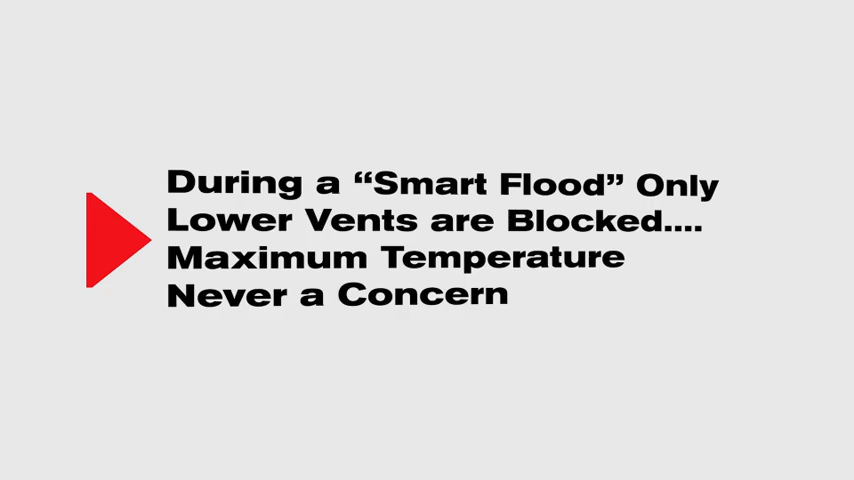 During a “Smart Flood” Only
Lower Vents are Blocked....
Maximum Temperature
Never a Concern